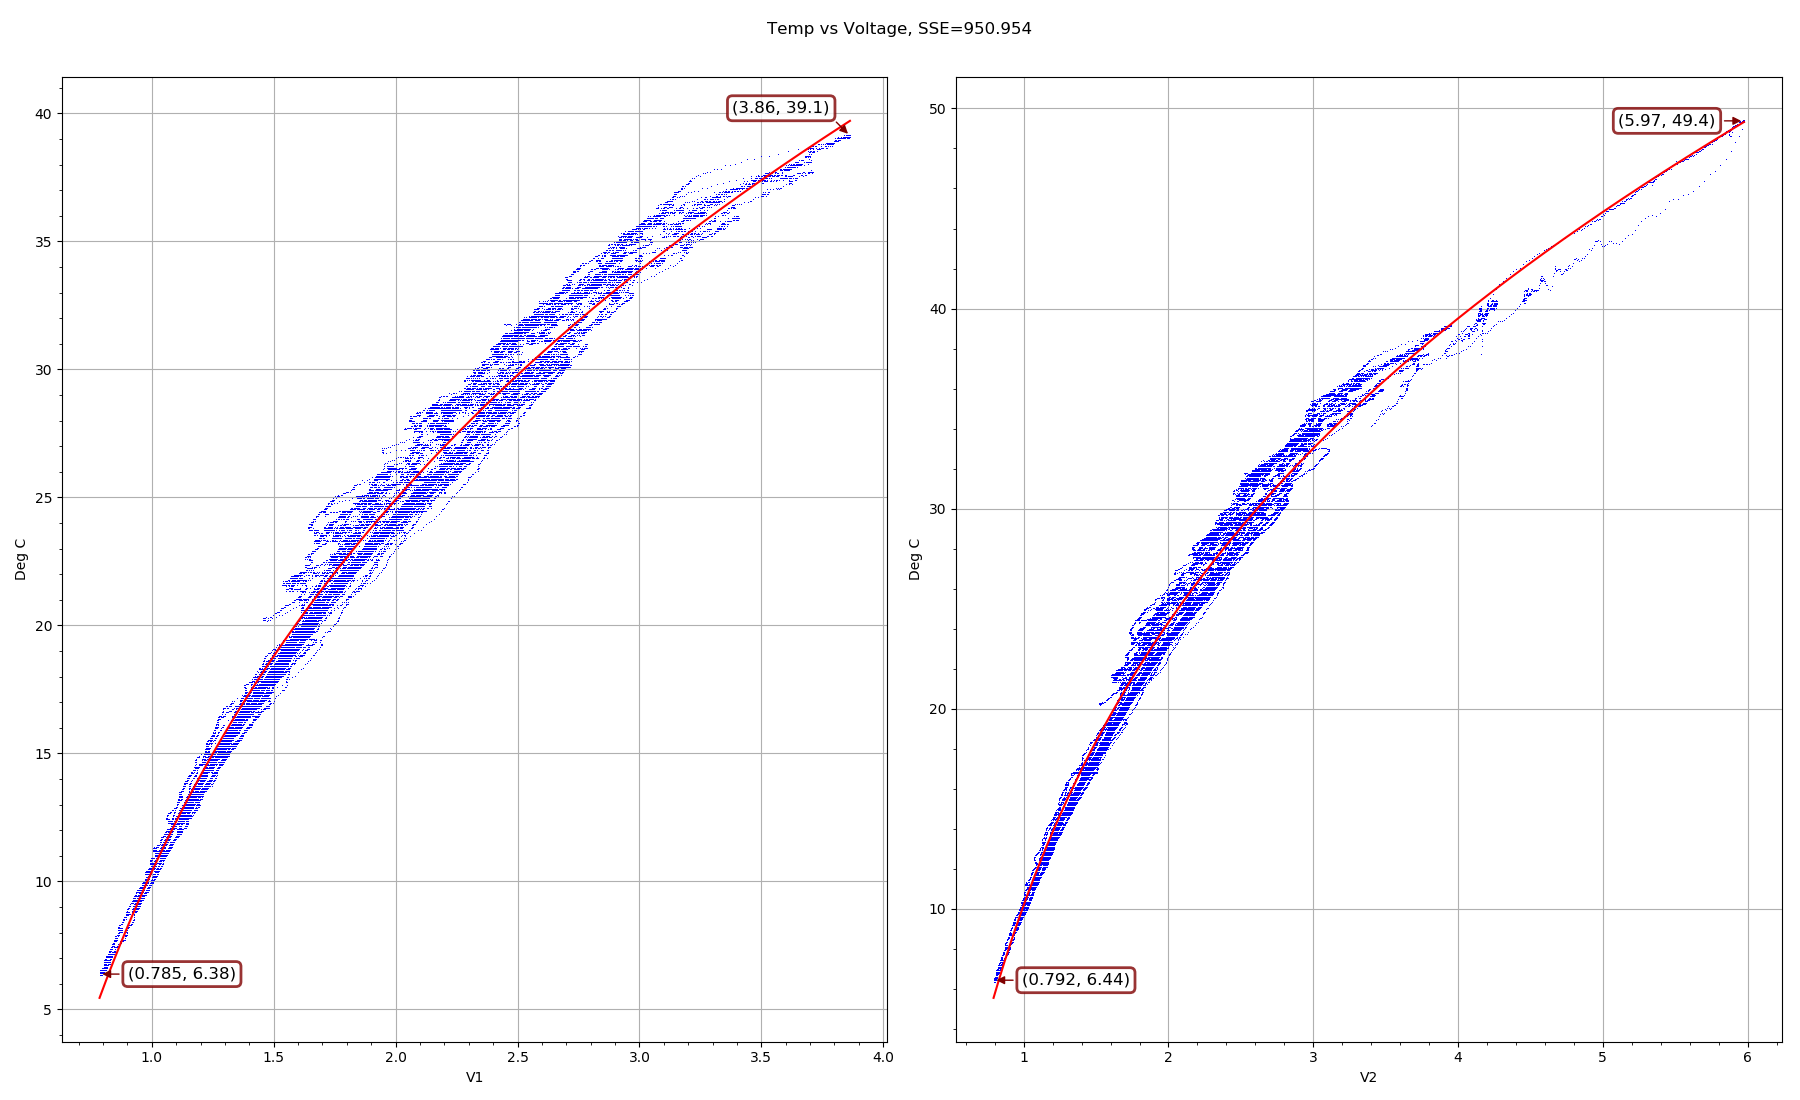 Temp vs Voltage, SSE=950.954
(3.86, 39.1)
(0.785, 6.38)
40
35
30
25
20
15
10
5
Deg C
1.0 1.5 2.0 2.5 3.0 3.5 4.0
V1
(5.97, 49.4)
(0.792, 6.44)
50
40
30
20
10
Deg C
1 2 3 4 5 6
V2